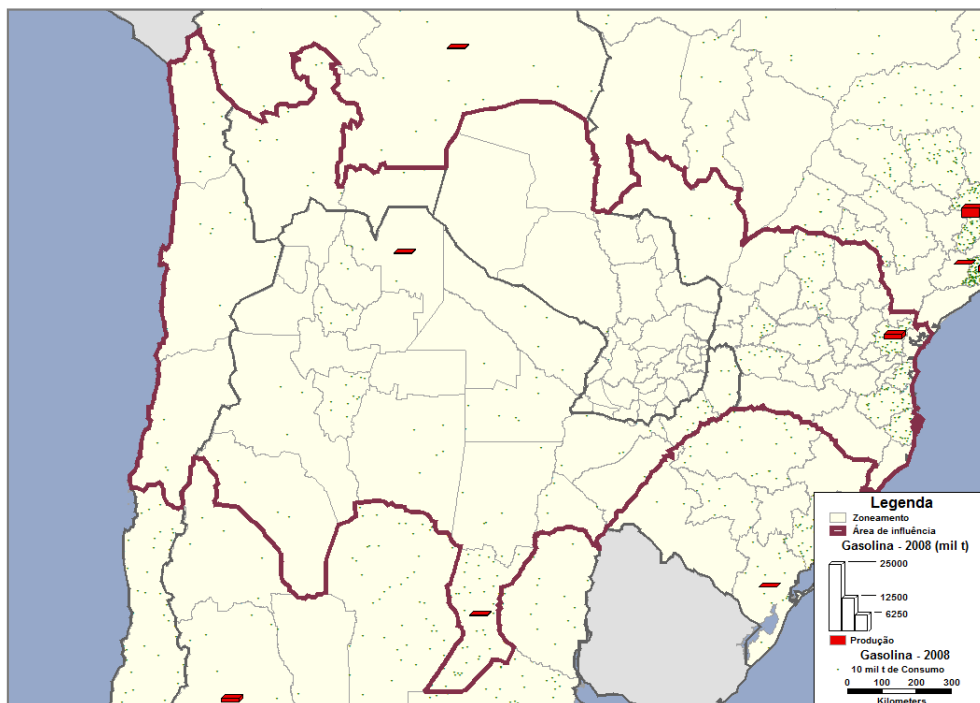 Legenda
Zoneamento
Área de influência
Gasolina - 2008 (mil t)
25000
12500
6250
Produção
Gasolina - 2008
10 mil t de Consumo
0 100 200 300
Kilometers